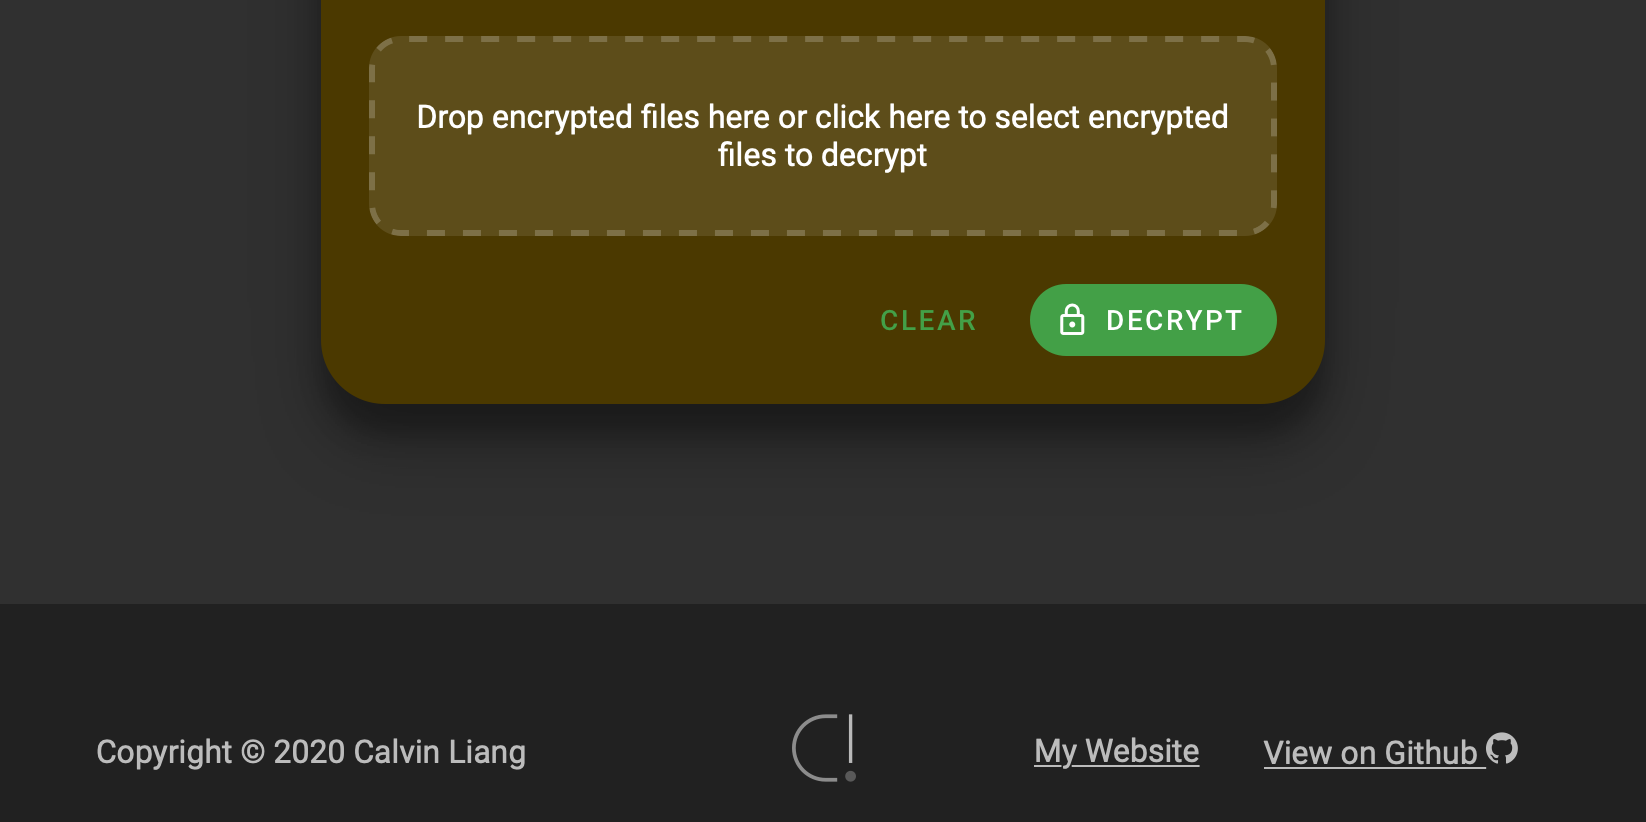 Drop encrypted files here or click here to select encrypted
files to decrypt
CLEAR
DECRYPT
Copyright © 2020 Calvin Liang
My Website
View on Github